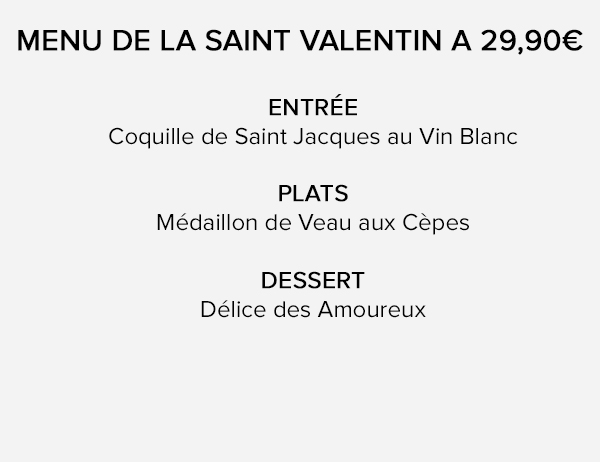 MENU DE LA SAINT VALENTIN A 29,90€
ENTRÉE
Coquille de Saint Jacques au Vin Blanc
PLATS
Médaillon de Veau aux Cèpes
DESSERT
Délice des Amoureux